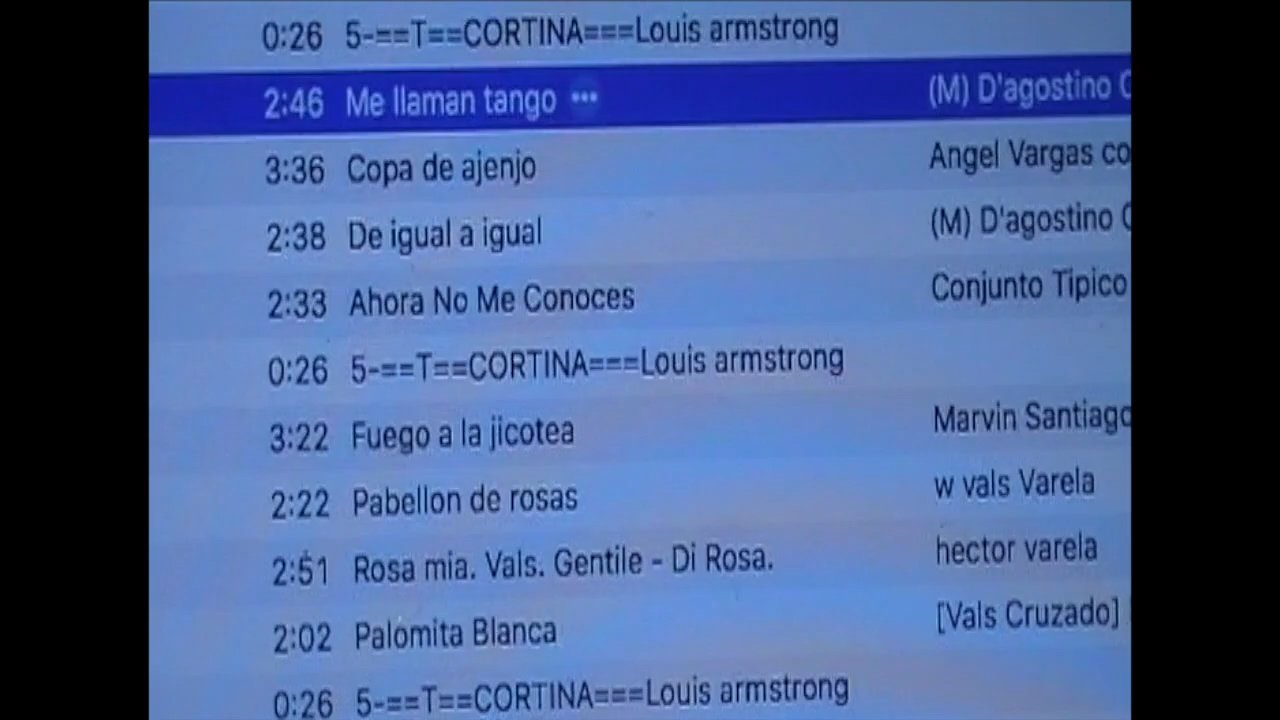 0:26 5-==T==CORTINA===Louis armstrong
2:46 Me llaman tango ••• (M) D'agostino
3:36 Copa de ajenjo Angel Vargas co
2:38 De igual a igual (M) D'agostino
2:33 Ahora No Me Conoces Conjunto Tipico
0:26 5-==T==CORTINA===Louis armstrong
3:22 Fuego a la jicotea Marvin Santiago
2:22 Pabellon de rosas w vals Varela
2:51 Rosa mia. Vals. Gentile - Di Rosa. hector varela
2:02 Palomita Blanca [Vals Cruzado]
0:26 5-==T==CORTINA===Louis armstrong